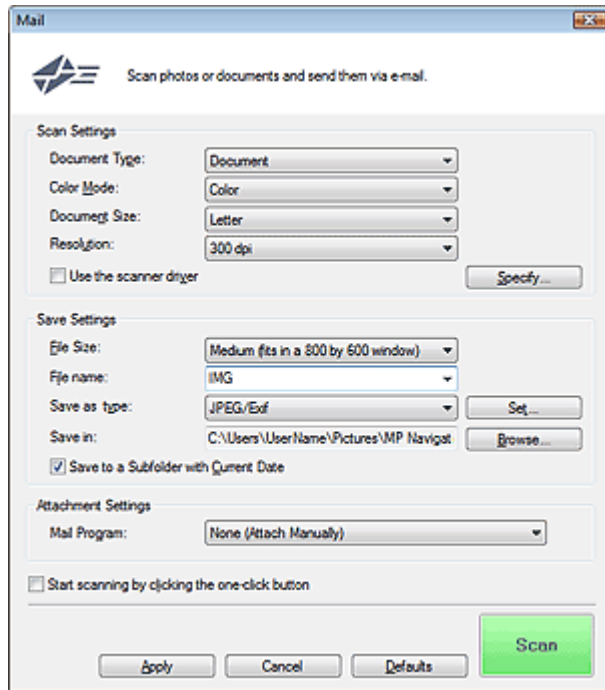 Mail
Scan photos or documents and send them via e-mail.
Scan Settings
Document Type: Document
Color Mode: Color
Document Size: Letter
Resolution: 300 dpi
Use the scanner driver Specify...
Save Settings
File Size: Medium (fits in a 800 by 600 window)
File name: IMG
Save as type: JPEG/Exif Set...
Save in: C:\Users\UserName\Pictures\MP Navigat Browse...
Save to a Subfolder with Current Date
Attachment Settings
Mail Program: None (Attach Manually)
Start scanning by clicking the one-click button
Scan
Apply Cancel Defaults